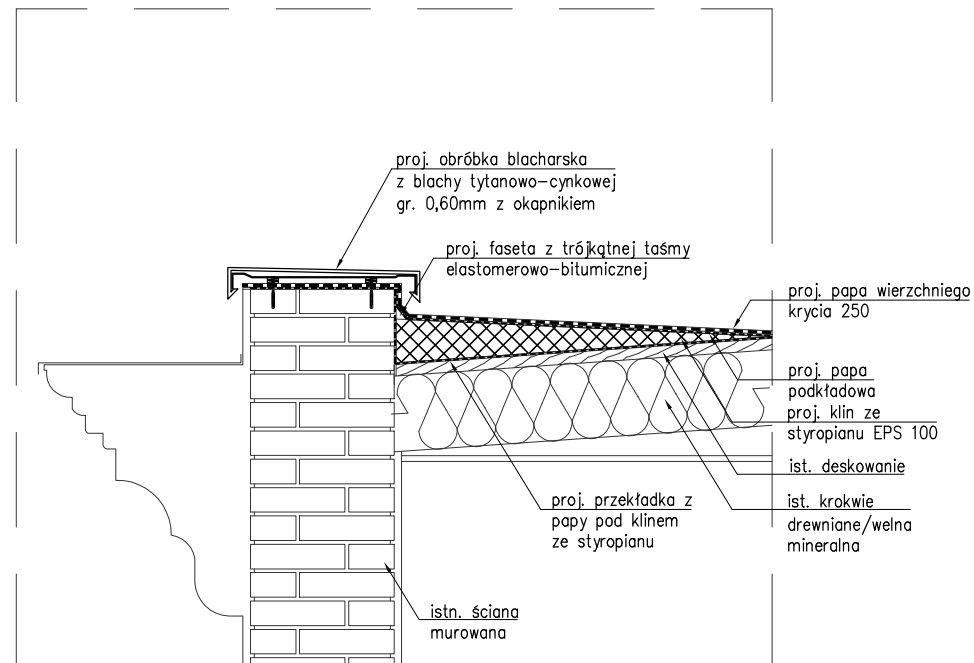 proj. obróbka blacharska
z blachy tytanowo-cynkowej
gr. 0,60mm z okapnikiem
proj. faseta z trójkątnej taśmy
elastomerowo-bitumicznej
proj. papa wierzchniego
krycia 250
proj. papa
podkładowa
proj. klin ze
styropianu EPS 100
ist. deskowanie
ist. krokwie
drewniane/welna
mineralna
proj. przekładka z
papy pod klinem
ze styropianu
istn. ściana
murowana